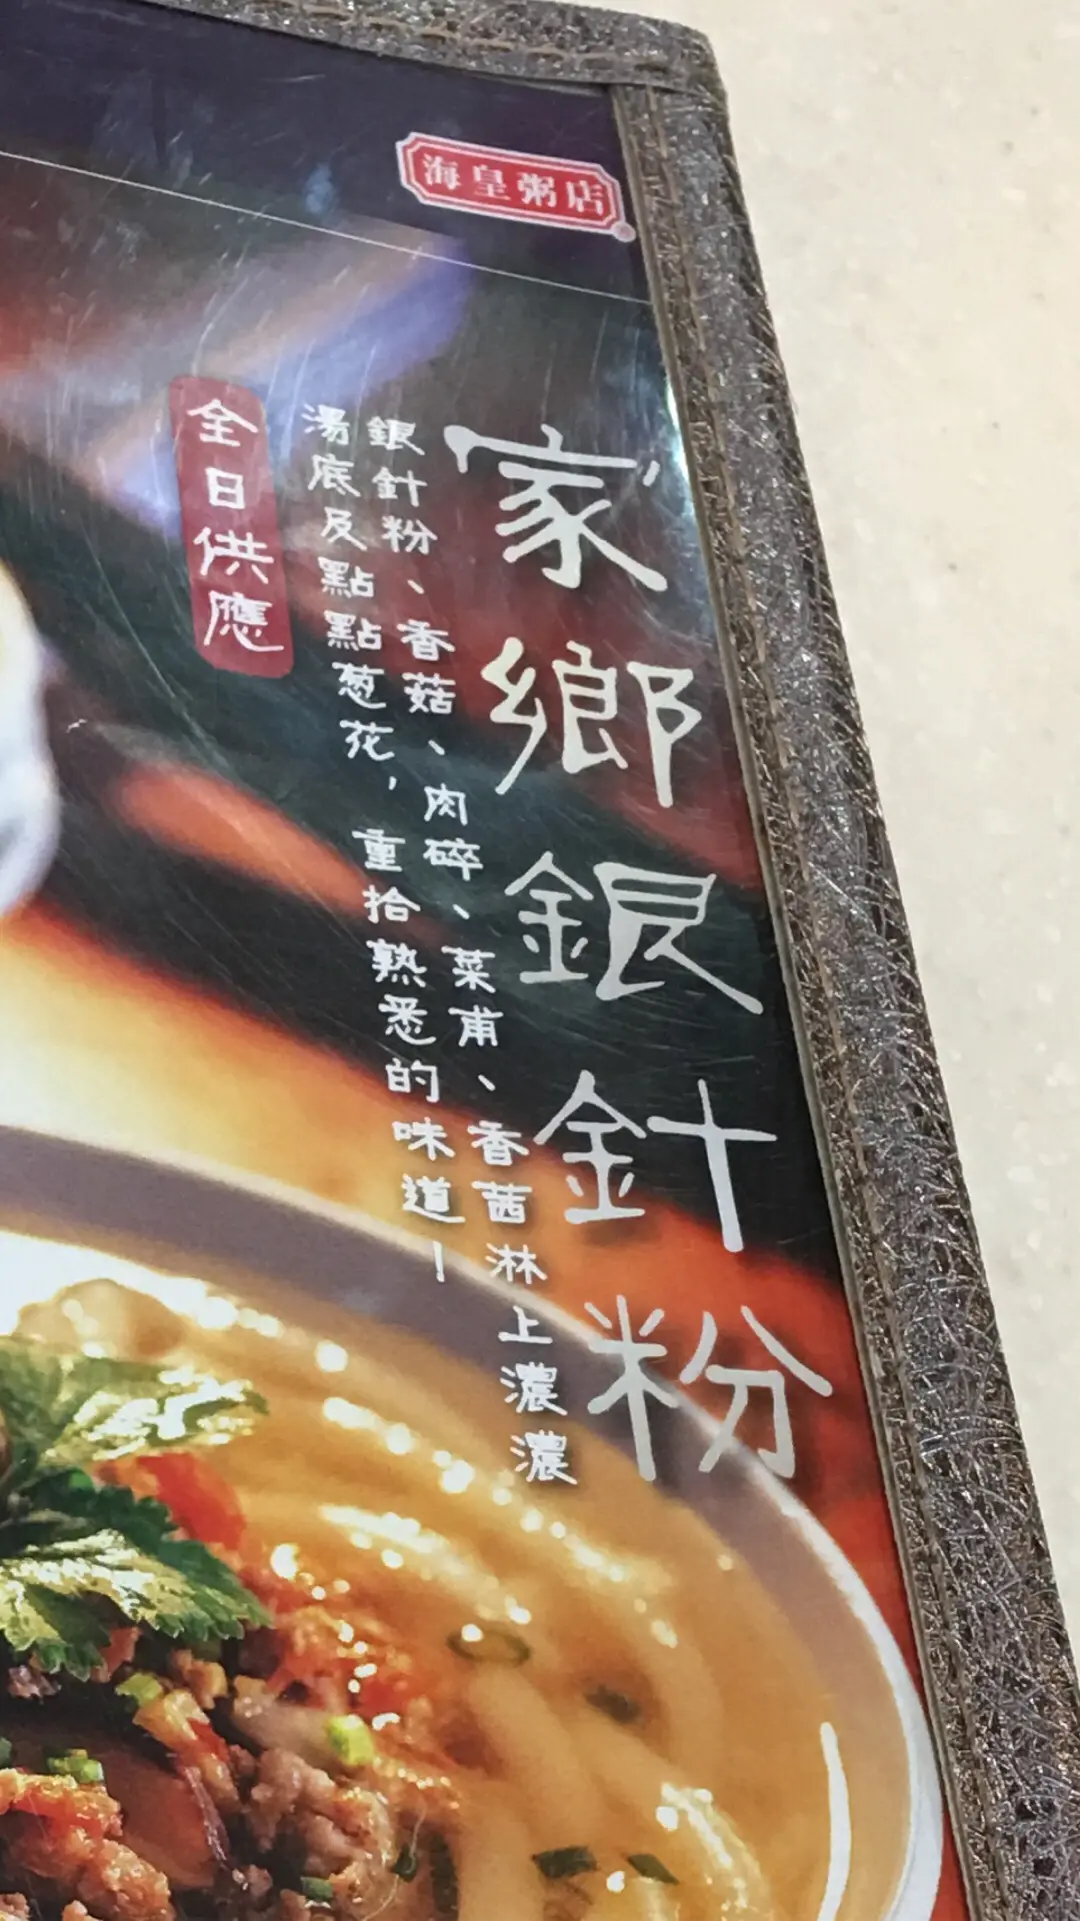 海皇粥店
家鄉銀針粉
銀針粉、香菇、肉碎、菜甫、香茜淋上濃濃
湯底及點點葱花，重拾熟悉的味道！
全日供應